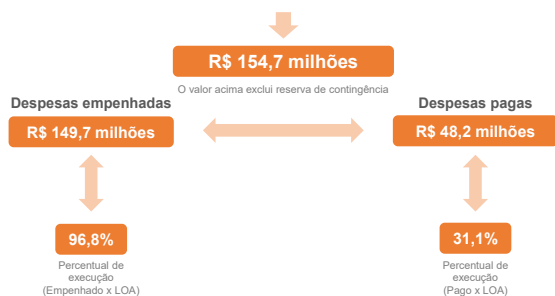 R$ 154,7 milhões
O valor acima exclui reserva de contingência
Despesas empenhadas
R$ 149,7 milhões
Despesas pagas
R$ 48,2 milhões
96,8%
Percentual de
execução
(Empenhado x LOA)
31,1%
Percentual de
execução
(Pago x LOA)